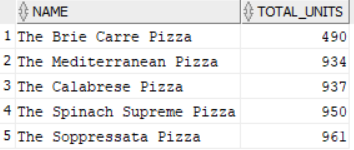 NAME TOTAL_UNITS
1 The Brie Carre Pizza 490
2 The Mediterranean Pizza 934
3 The Calabrese Pizza 937
4 The Spinach Supreme Pizza 950
5 The Soppressata Pizza 961